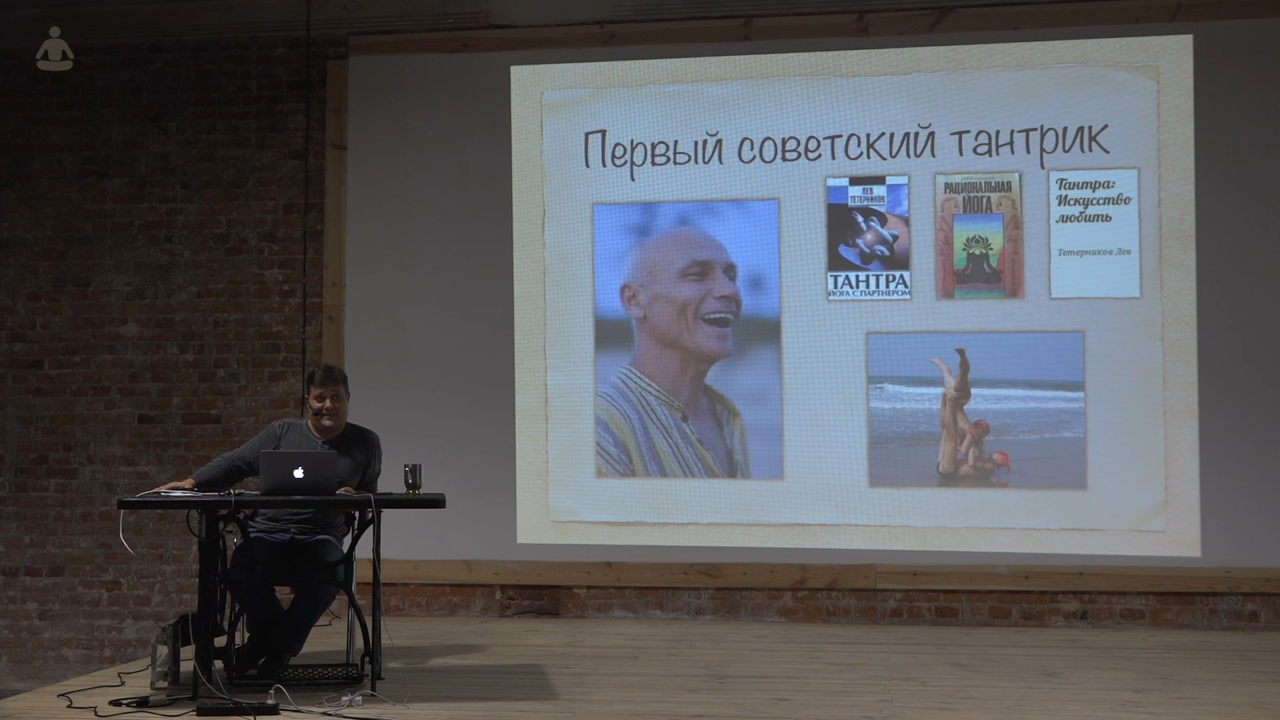 Первый советский тантрик
ЛЕВ
ТЕТЕРНИКОВ
ТАНТРА
ЙОГА С ПАРТНЕРОМ
РАЦИОНАЛЬНАЯ
ЙОГА
Тантра:
Искусство
любить
Тетерников Лев